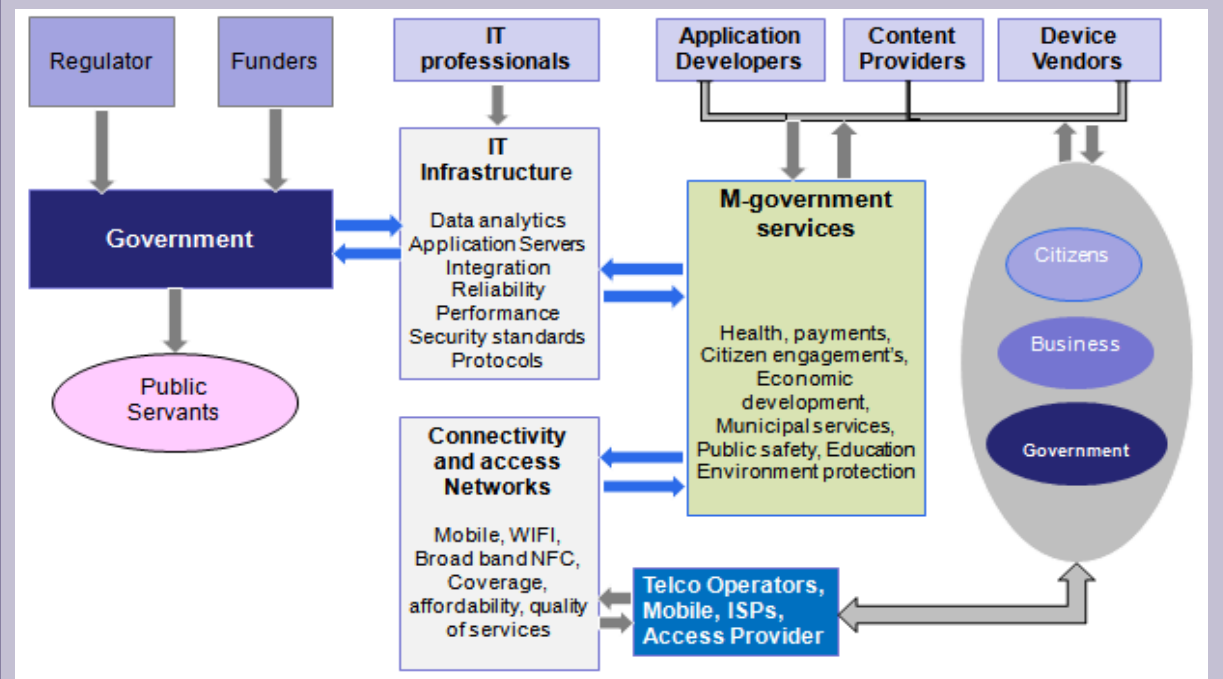 Regulator
Funders
IT
professionals
Application
Developers
Content
Providers
Device
Vendors
Government
Public
Servants
IT
Infrastructure
Data analytics
Application Servers
Integration
Reliability
Performance
Security standards
Protocols
Connectivity
and access
Networks
Mobile, WIFI,
Broad band NFC,
Coverage,
affordability, quality
of services
M-government
services
Health, payments,
Citizen engagement's,
Economic
development,
Municipal services,
Public safety, Education
Environment protection
Telco Operators,
Mobile, ISPs,
Access Provider
Citizens
Business
Government